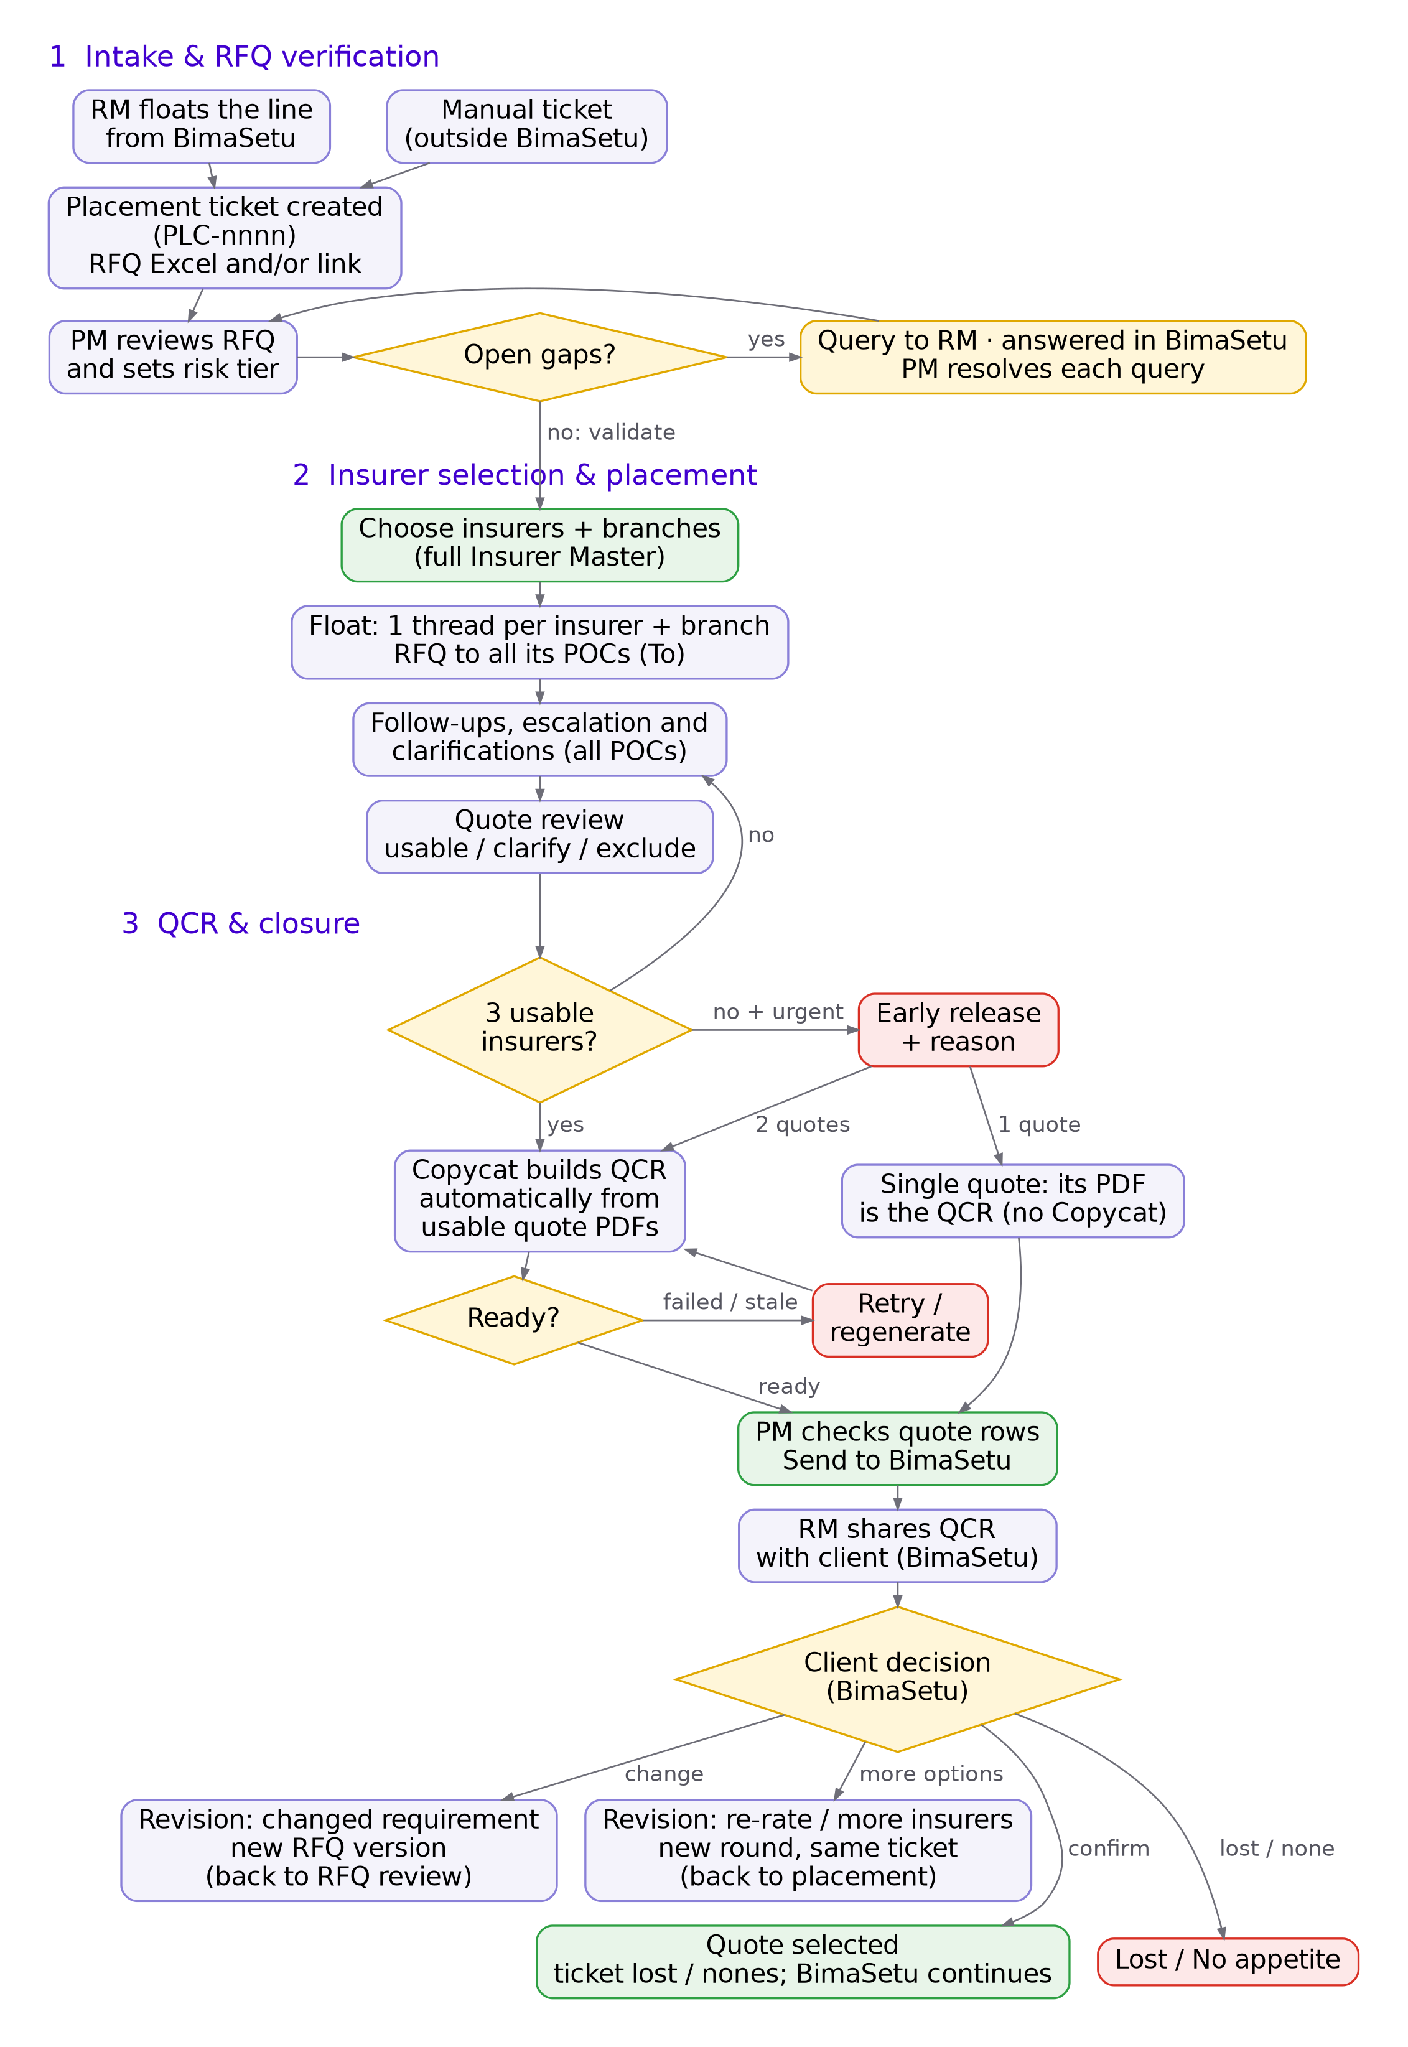 1  Intake & RFQ verification
RM floats the line
from BimaSetu
Manual ticket
(outside BimaSetu)
Placement ticket created
(PLC-nnnn)
RFQ Excel and/or link
PM reviews RFQ
and sets risk tier
Open gaps?
yes
Query to RM · answered in BimaSetu
PM resolves each query
no: validate
2  Insurer selection & placement
Choose insurers + branches
(full Insurer Master)
Float: 1 thread per insurer + branch
RFQ to all its POCs (To)
Follow-ups, escalation and
clarifications (all POCs)
Quote review
usable / clarify / exclude
no
3  QCR & closure
3 usable
insurers?
no + urgent
Early release
+ reason
yes
2 quotes
1 quote
Copycat builds QCR
automatically from
usable quote PDFs
Single quote: its PDF
is the QCR (no Copycat)
Ready?
failed / stale
Retry /
regenerate
ready
PM checks quote rows
Send to BimaSetu
RM shares QCR
with client (BimaSetu)
Client decision
(BimaSetu)
change
more options
confirm
lost / none
Revision: changed requirement
new RFQ version
(back to RFQ review)
Revision: re-rate / more insurers
new round, same ticket
(back to placement)
Quote selected
ticket lost / nones; BimaSetu continues
Lost / No appetite